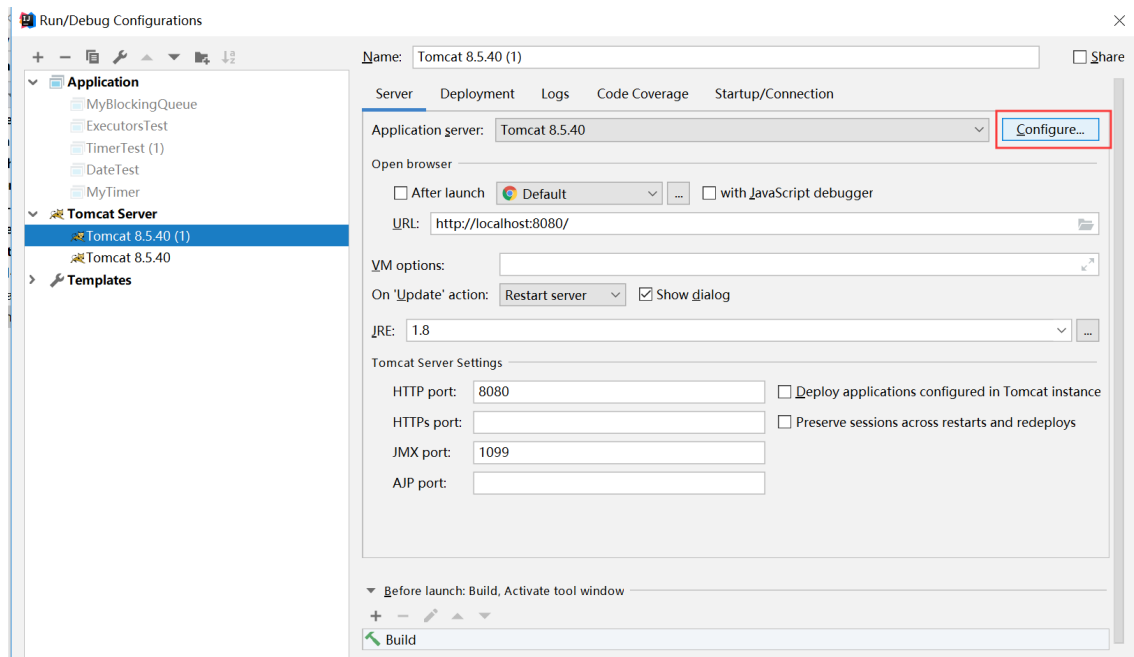 Run/Debug Configurations
Application
MyBlockingQueue
ExecutorsTest
TimerTest (1)
DateTest
MyTimer
Tomcat Server
Tomcat 8.5.40 (1)
Tomcat 8.5.40
Templates
Name: Tomcat 8.5.40 (1) Share
Server Deployment Logs Code Coverage Startup/Connection
Application server: Tomcat 8.5.40 Configure...
Open browser
After launch Default ... with JavaScript debugger
URL: http://localhost:8080/
VM options:
On 'Update' action: Restart server Show dialog
JRE: 1.8 ...
Tomcat Server Settings
HTTP port: 8080 Deploy applications configured in Tomcat instance
HTTPs port: Preserve sessions across restarts and redeploys
JMX port: 1099
AJP port:
Before launch: Build, Activate tool window
Build